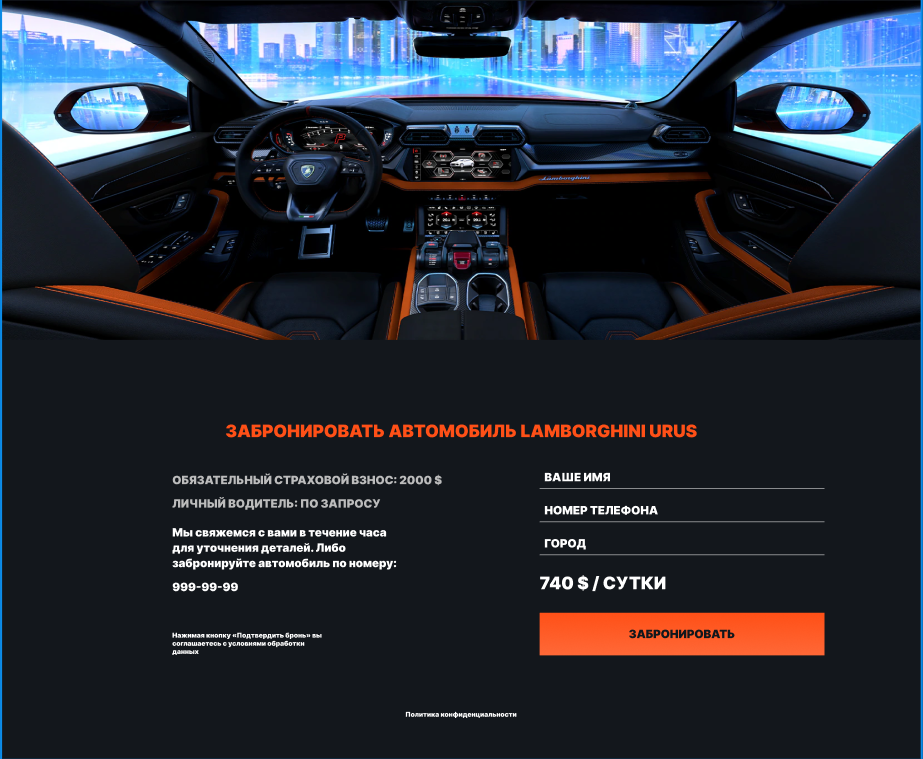 Lamborghini
ЗАБРОНИРОВАТЬ АВТОМОБИЛЬ LAMBORGHINI URUS
ОБЯЗАТЕЛЬНЫЙ СТРАХОВОЙ ВЗНОС: 2000 $
ЛИЧНЫЙ ВОДИТЕЛЬ: ПО ЗАПРОСУ
Мы свяжемся с вами в течение часа
для уточнения деталей. Либо
забронируйте автомобиль по номеру:
999-99-99
Нажимая кнопку «Подтвердить бронь» вы
соглашаетесь с условиями обработки
данных
ВАШЕ ИМЯ
НОМЕР ТЕЛЕФОНА
ГОРОД
740 $ / СУТКИ
ЗАБРОНИРОВАТЬ
Политика конфиденциальности